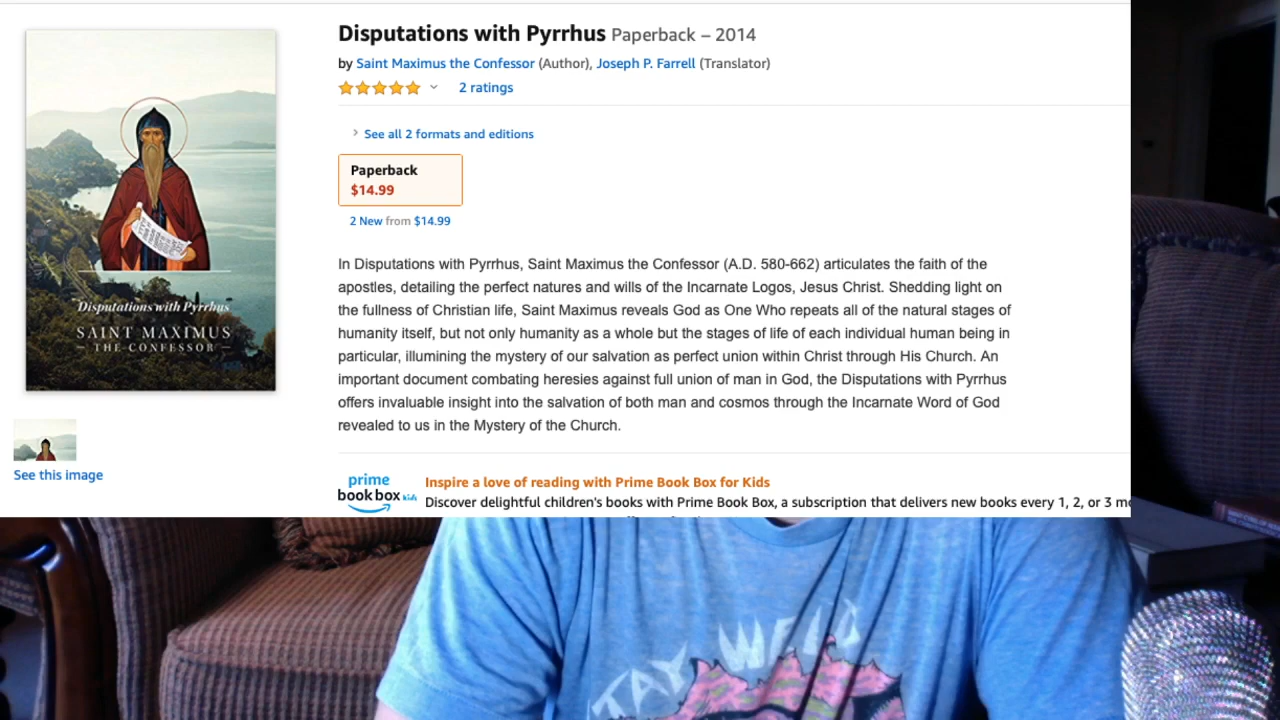 Disputations with Pyrrhus Paperback – 2014
by Saint Maximus the Confessor (Author), Joseph P. Farrell (Translator)
2 ratings
See all 2 formats and editions
Paperback
$14.99
2 New from $14.99
In Disputations with Pyrrhus, Saint Maximus the Confessor (A.D. 580-662) articulates the faith of the
apostles, detailing the perfect natures and wills of the Incarnate Logos, Jesus Christ. Shedding light on
the fullness of Christian life, Saint Maximus reveals God as One Who repeats all of the natural stages of
humanity itself, but not only humanity as a whole but the stages of life of each individual human being in
particular, illumining the mystery of our salvation as perfect union within Christ through His Church. An
important document combating heresies against full union of man in God, the Disputations with Pyrrhus
offers invaluable insight into the salvation of both man and cosmos through the Incarnate Word of God
revealed to us in the Mystery of the Church.
Disputations with Pyrrhus
SAINT MAXIMUS
– THE CONFESSOR –
See this image
prime
book box kids
Inspire a love of reading with Prime Book Box for Kids
Discover delightful children's books with Prime Book Box, a subscription that delivers new books every 1, 2, or 3 m
TAY WEIRD